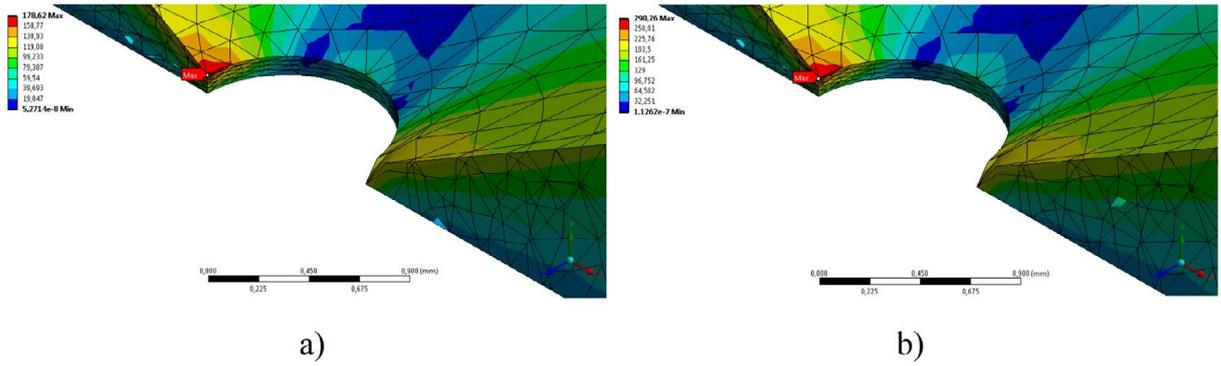 178,62 Max
158,77
138,93
119,08
99,233
79,387
59,54
39,693
19,847
5,2714e-8 Min
Max
0,000
0,450
0,900 (mm)
0,225
0,675
a)
290,26 Max
258,01
225,76
193,5
161,25
129
96,752
64,502
32,251
1,1262e-7 Min
Max
0,000
0,450
0,900 (mm)
0,225
0,675
b)